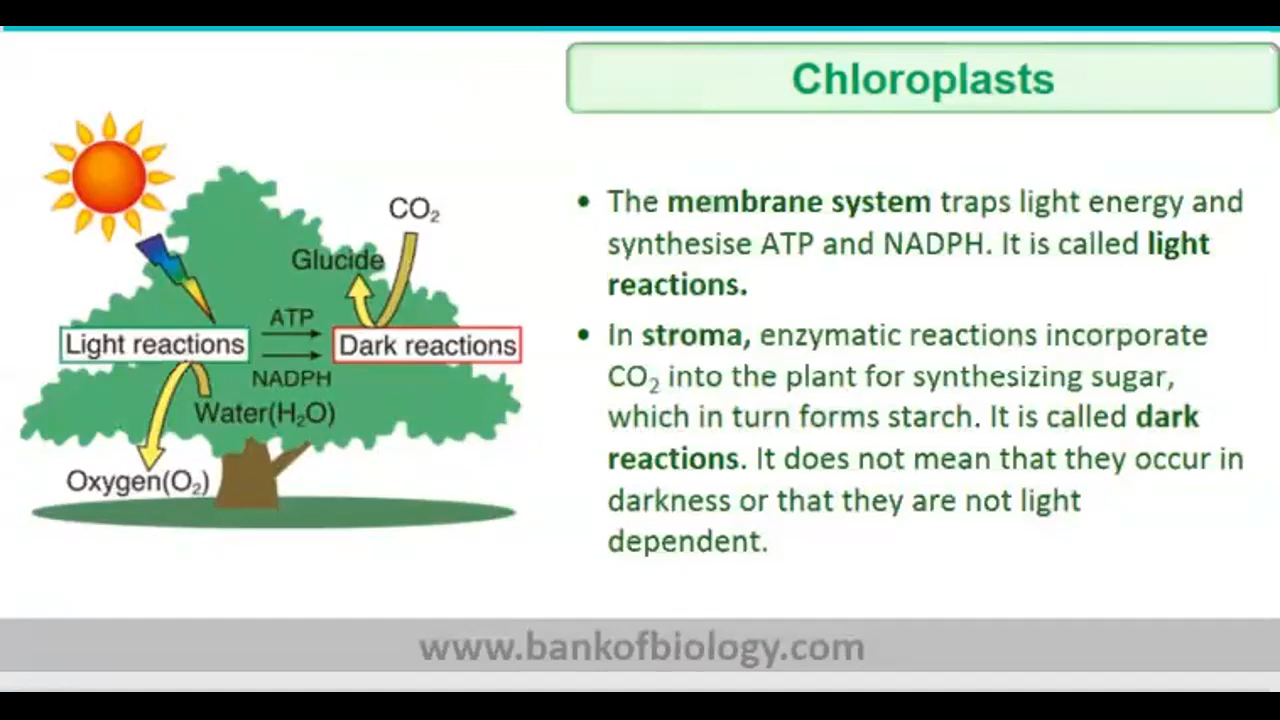 Chloroplasts
CO₂
Glucide
ATP
Light reactions
Dark reactions
NADPH
Water(H₂O)
Oxygen(O₂)
• The membrane system traps light energy and
synthesise ATP and NADPH. It is called light
reactions.
• In stroma, enzymatic reactions incorporate
CO₂ into the plant for synthesizing sugar,
which in turn forms starch. It is called dark
reactions. It does not mean that they occur in
darkness or that they are not light
dependent.
www.bankofbiology.com